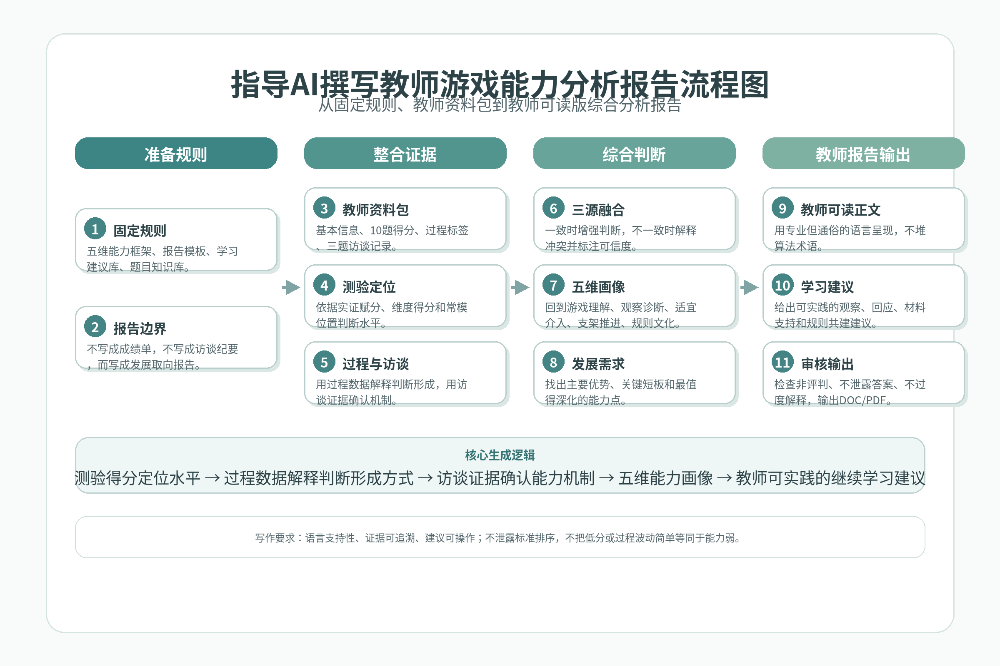 指导AI撰写教师游戏能力分析报告流程图
从固定规则、教师资料包到教师可读版综合分析报告
准备规则
1 固定规则
五维能力框架、报告模板、学习
建议库、题目知识库。
2 报告边界
不写成成绩单，不写成访谈纪要
，而写成发展取向报告。
整合证据
3 教师资料包
基本信息、10题得分、过程标签
、三题访谈记录。
4 测验定位
依据实证赋分、维度得分和常模
位置判断水平。
5 过程与访谈
用过程数据解释判断形成，用访
谈证据确认机制。
综合判断
6 三源融合
一致时增强判断，不一致时解释
冲突并标注可信度。
7 五维画像
回到游戏理解、观察诊断、适宜
介入、支架推进、规则文化。
8 发展需求
找出主要优势、关键短板和最值
得深化的能力点。
教师报告输出
9 教师可读正文
用专业但通俗的语言呈现，不堆
算法术语。
10 学习建议
给出可实践的观察、回应、材料
支持和规则共建建议。
11 审核输出
检查非评判、不泄露答案、不过
度解释，输出DOC/PDF。
核心生成逻辑
测验得分定位水平 → 过程数据解释判断形成方式 → 访谈证据确认能力机制 → 五维能力画像 → 教师可实践的继续学习建议
写作要求：语言支持性、证据可追溯、建议可操作；不泄露标准排序，不把低分或过程波动简单等同于能力弱。